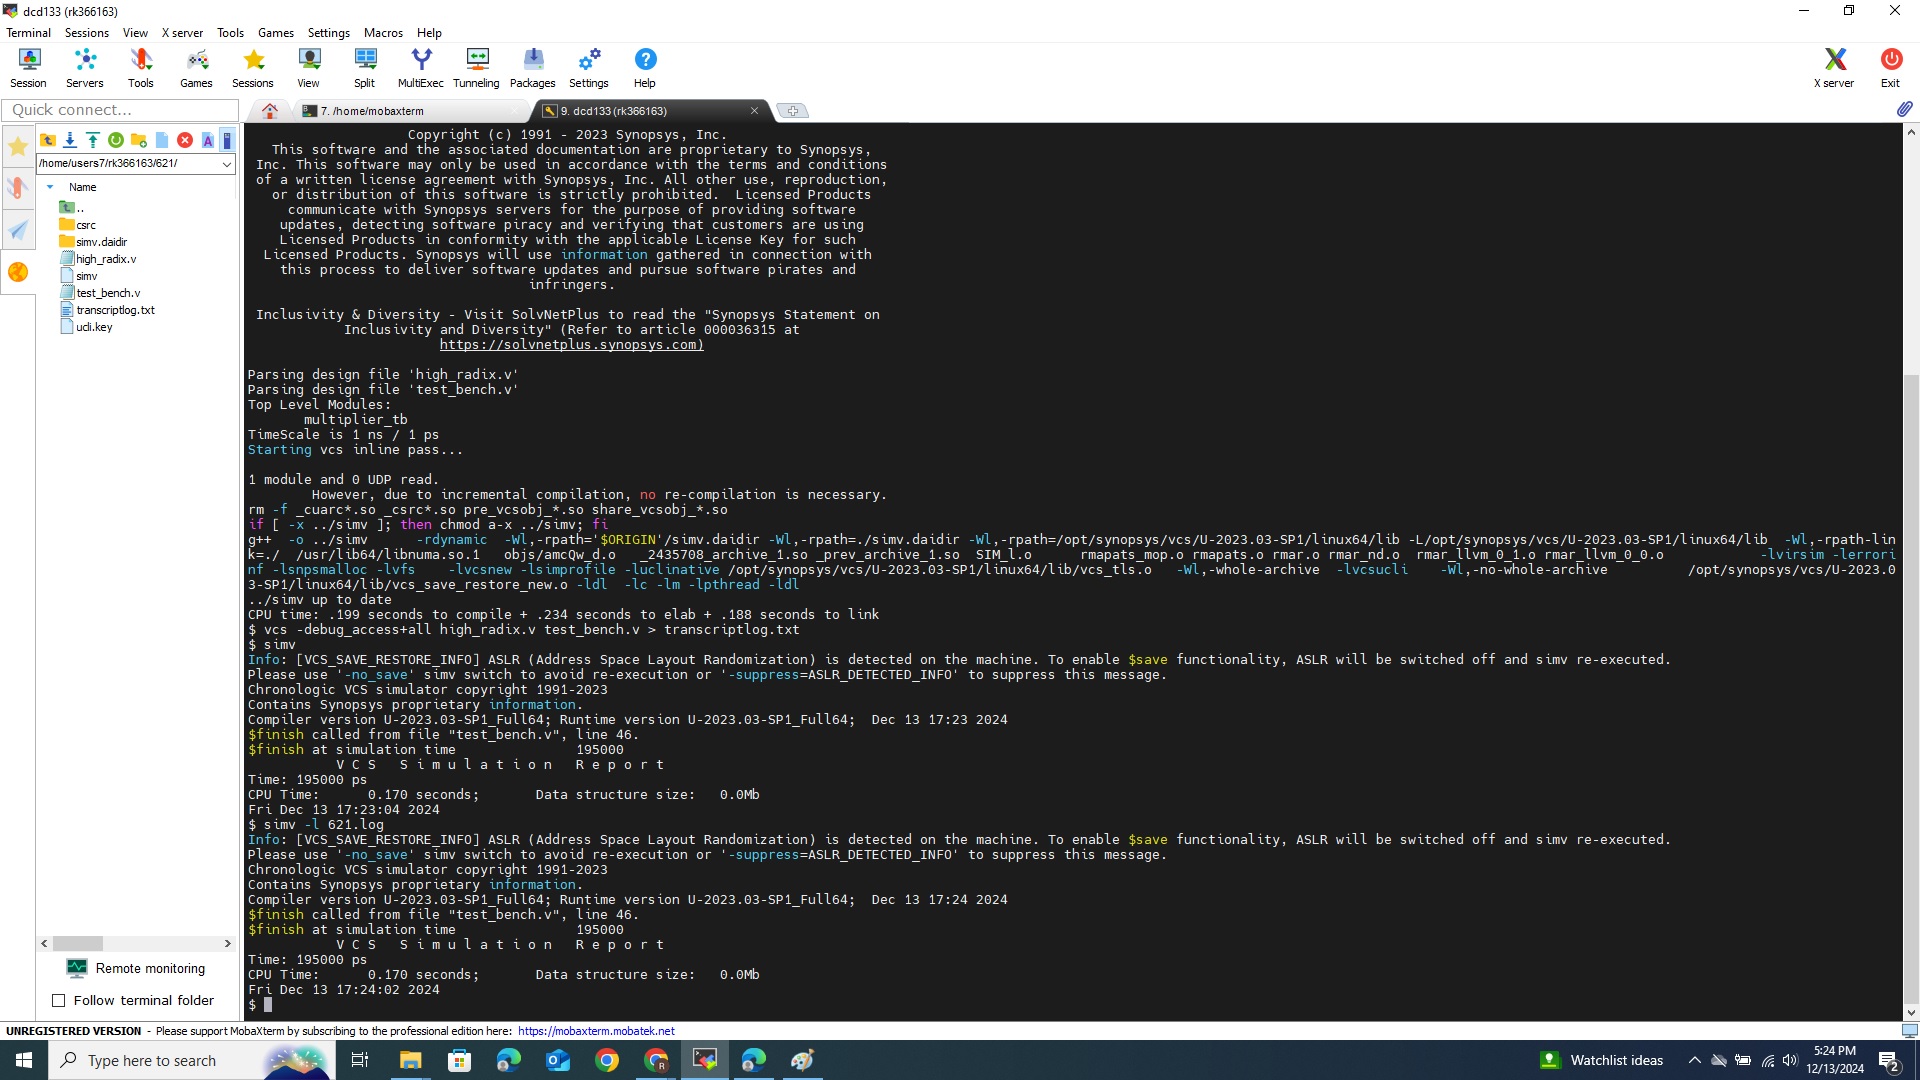 dcd133 (rk366163)
Terminal Sessions View X server Tools Games Settings Macros Help
Session Servers Tools Games Sessions View Split MultiExec Tunneling Packages Settings Help X server Exit
Quick connect...
7. /home/mobaxterm
9. dcd133 (rk366163)
/home/users7/rk366163/621/
Name
..
csrc
simv.daidir
high_radix.v
simv
test_bench.v
transcriptlog.txt
ucli.key
Remote monitoring
Follow terminal folder
Copyright (c) 1991 - 2023 Synopsys, Inc.
This software and the associated documentation are proprietary to Synopsys,
Inc. This software may only be used in accordance with the terms and conditions
of a written license agreement with Synopsys, Inc. All other use, reproduction,
or distribution of this software is strictly prohibited.  Licensed Products
communicate with Synopsys servers for the purpose of providing software
updates, detecting software piracy and verifying that customers are using
Licensed Products in conformity with the applicable License Key for such
Licensed Products. Synopsys will use information gathered in connection with
this process to deliver software updates and pursue software pirates and
infringers.
Inclusivity & Diversity - Visit SolvNetPlus to read the "Synopsys Statement on
Inclusivity and Diversity" (Refer to article 000036315 at
https://solvnetplus.synopsys.com)
Parsing design file 'high_radix.v'
Parsing design file 'test_bench.v'
Top Level Modules:
multiplier_tb
TimeScale is 1 ns / 1 ps
Starting vcs inline pass...
1 module and 0 UDP read.
However, due to incremental compilation, no re-compilation is necessary.
rm -f _cuarc*.so _csrc*.so pre_vcsobj_*.so share_vcsobj_*.so
if [ -x ../simv ]; then chmod a-x ../simv; fi
g++  -o ../simv      -rdynamic  -Wl,-rpath='$ORIGIN'/simv.daidir -Wl,-rpath=./simv.daidir -Wl,-rpath=/opt/synopsys/vcs/U-2023.03-SP1/linux64/lib -L/opt/synopsys/vcs/U-2023.03-SP1/linux64/lib  -Wl,-rpath-lin
k=./  /usr/lib64/libnuma.so.1   objs/amcQw_d.o   _2435708_archive_1.so _prev_archive_1.so  SIM_l.o      rmapats_mop.o rmapats.o rmar.o rmar_nd.o  rmar_llvm_0_1.o rmar_llvm_0_0.o            -lvirsim -lerrori
nf -lsnpsmalloc -lvfs    -lvcsnew -lsimprofile -luclinative /opt/synopsys/vcs/U-2023.03-SP1/linux64/lib/vcs_tls.o   -Wl,-whole-archive  -lvcsucli    -Wl,-no-whole-archive          /opt/synopsys/vcs/U-2023.0
3-SP1/linux64/lib/vcs_save_restore_new.o -ldl  -lc -lm -lpthread -ldl
../simv up to date
CPU time: .199 seconds to compile + .234 seconds to elab + .188 seconds to link
$ vcs -debug_access+all high_radix.v test_bench.v > transcriptlog.txt
$ simv
Info: [VCS_SAVE_RESTORE_INFO] ASLR (Address Space Layout Randomization) is detected on the machine. To enable $save functionality, ASLR will be switched off and simv re-executed.
Please use '-no_save' simv switch to avoid re-execution or '-suppress=ASLR_DETECTED_INFO' to suppress this message.
Chronologic VCS simulator copyright 1991-2023
Contains Synopsys proprietary information.
Compiler version U-2023.03-SP1_Full64; Runtime version U-2023.03-SP1_Full64;  Dec 13 17:23 2024
$finish called from file "test_bench.v", line 46.
$finish at simulation time               195000
V C S   S i m u l a t i o n   R e p o r t
Time: 195000 ps
CPU Time:      0.170 seconds;       Data structure size:   0.0Mb
Fri Dec 13 17:23:04 2024
$ simv -l 621.log
Info: [VCS_SAVE_RESTORE_INFO] ASLR (Address Space Layout Randomization) is detected on the machine. To enable $save functionality, ASLR will be switched off and simv re-executed.
Please use '-no_save' simv switch to avoid re-execution or '-suppress=ASLR_DETECTED_INFO' to suppress this message.
Chronologic VCS simulator copyright 1991-2023
Contains Synopsys proprietary information.
Compiler version U-2023.03-SP1_Full64; Runtime version U-2023.03-SP1_Full64;  Dec 13 17:24 2024
$finish called from file "test_bench.v", line 46.
$finish at simulation time               195000
V C S   S i m u l a t i o n   R e p o r t
Time: 195000 ps
CPU Time:      0.170 seconds;       Data structure size:   0.0Mb
Fri Dec 13 17:24:02 2024
$
UNREGISTERED VERSION - Please support MobaXterm by subscribing to the professional edition here: https://mobaxterm.mobatek.net
Type here to search
Watchlist ideas
5:24 PM
12/13/2024
2